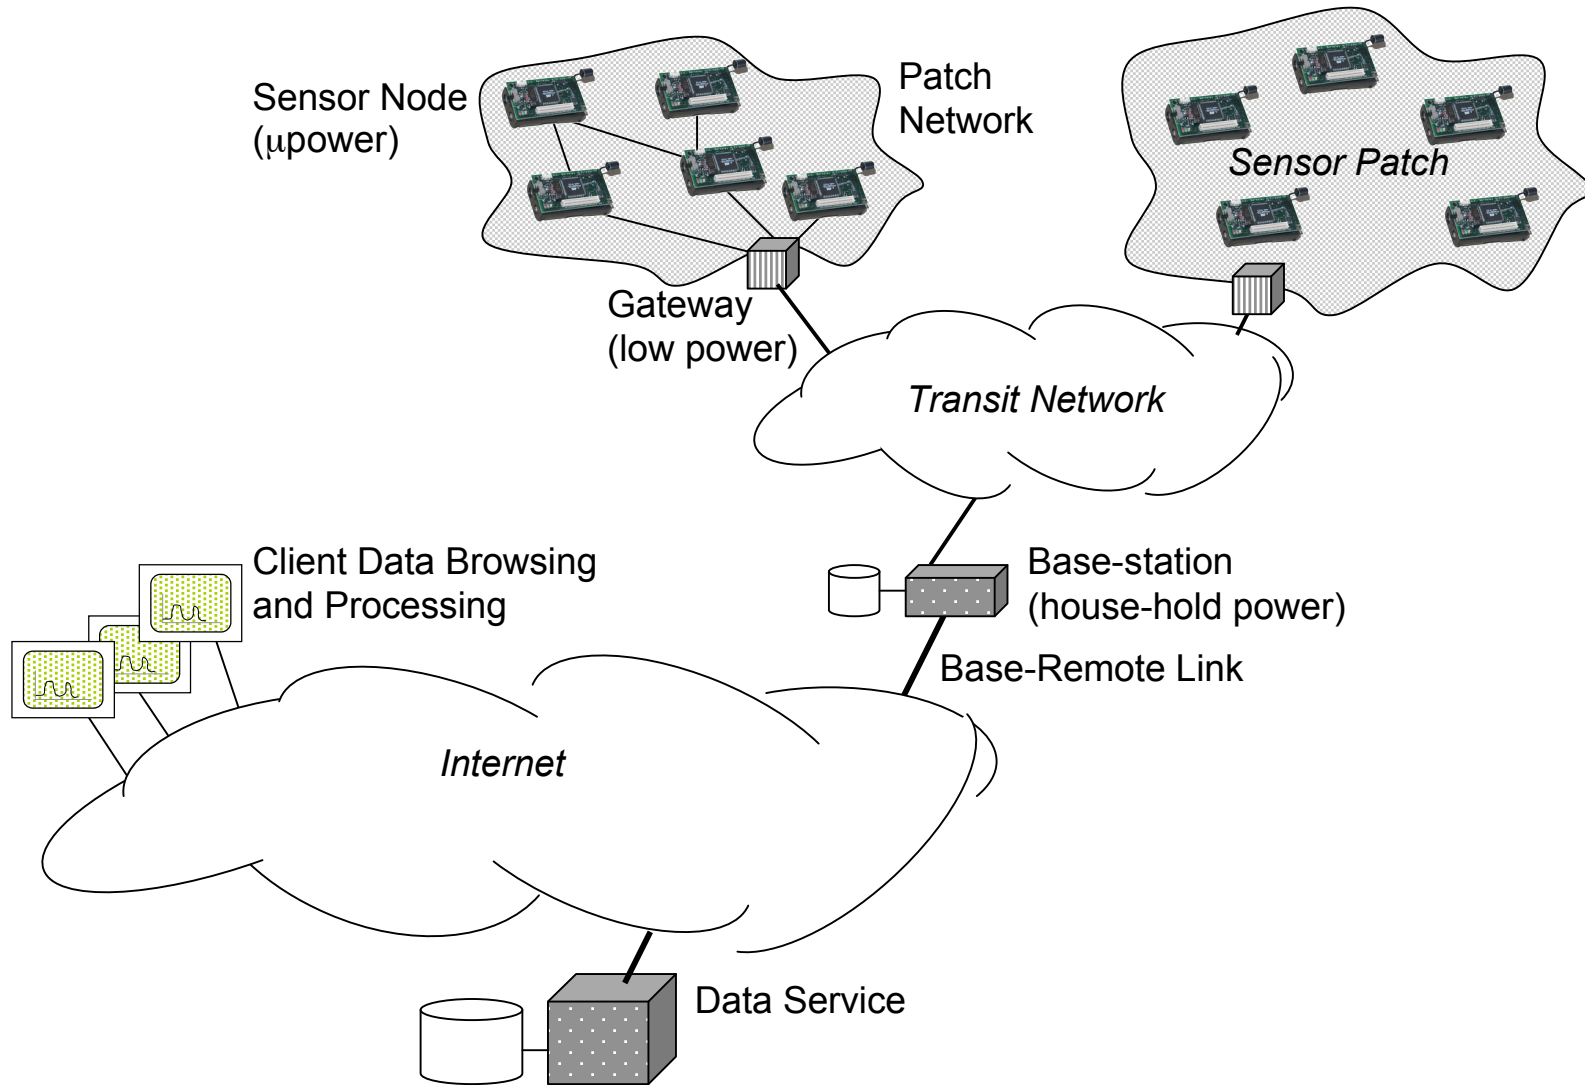 Sensor Node
(μpower)
Patch
Network
Sensor Patch
Gateway
(low power)
Transit Network
Client Data Browsing
and Processing
Base-station
(house-hold power)
Base-Remote Link
Internet
Data Service